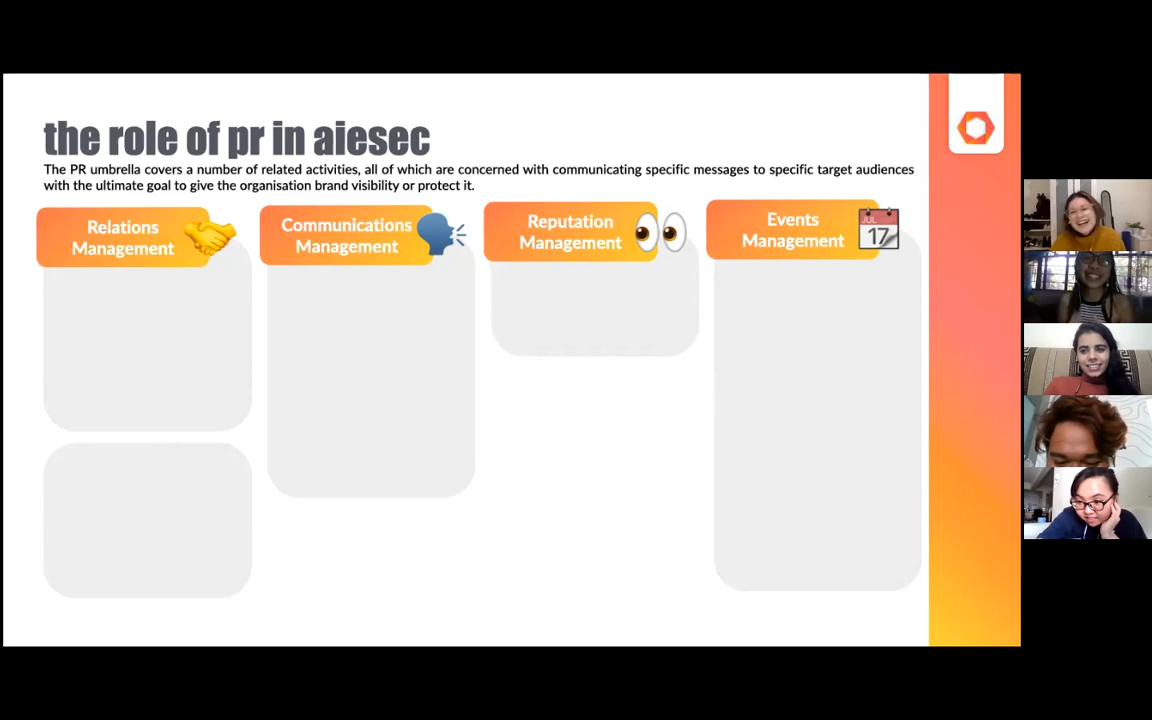 the role of pr in aiesec
The PR umbrella covers a number of related activities, all of which are concerned with communicating specific messages to specific target audiences
with the ultimate goal to give the organisation brand visibility or protect it.
Relations
Management
Communications
Management
Reputation
Management
Events
Management
JUL
17